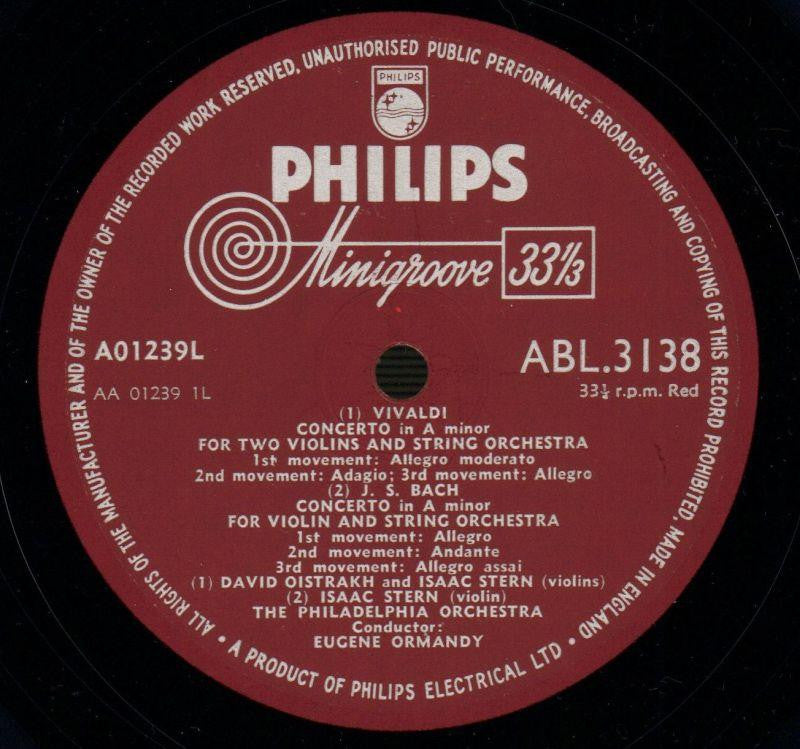 ALL RIGHTS OF THE MANUFACTURER AND OF THE OWNER OF THE RECORDED WORK RESERVED, UNAUTHORISED PUBLIC PERFORMANCE, BROADCASTING AND COPYING OF THIS RECORD PROHIBITED. MADE IN ENGLAND •
PHILIPS
PHILIPS
Minigroove 33⅓
A01239L
ABL.3138
AA 01239 1L
33⅓ r.p.m. Red
(1) VIVALDI
CONCERTO in A minor
FOR TWO VIOLINS AND STRING ORCHESTRA
1st movement: Allegro moderato
2nd movement: Adagio; 3rd movement: Allegro
(2) J. S. BACH
CONCERTO in A minor
FOR VIOLIN AND STRING ORCHESTRA
1st movement: Allegro
2nd movement: Andante
3rd movement: Allegro assai
(1) DAVID OISTRAKH and ISAAC STERN (violins)
(2) ISAAC STERN (violin)
THE PHILADELPHIA ORCHESTRA
Conductor:
EUGENE ORMANDY
• A PRODUCT OF PHILIPS ELECTRICAL LTD •